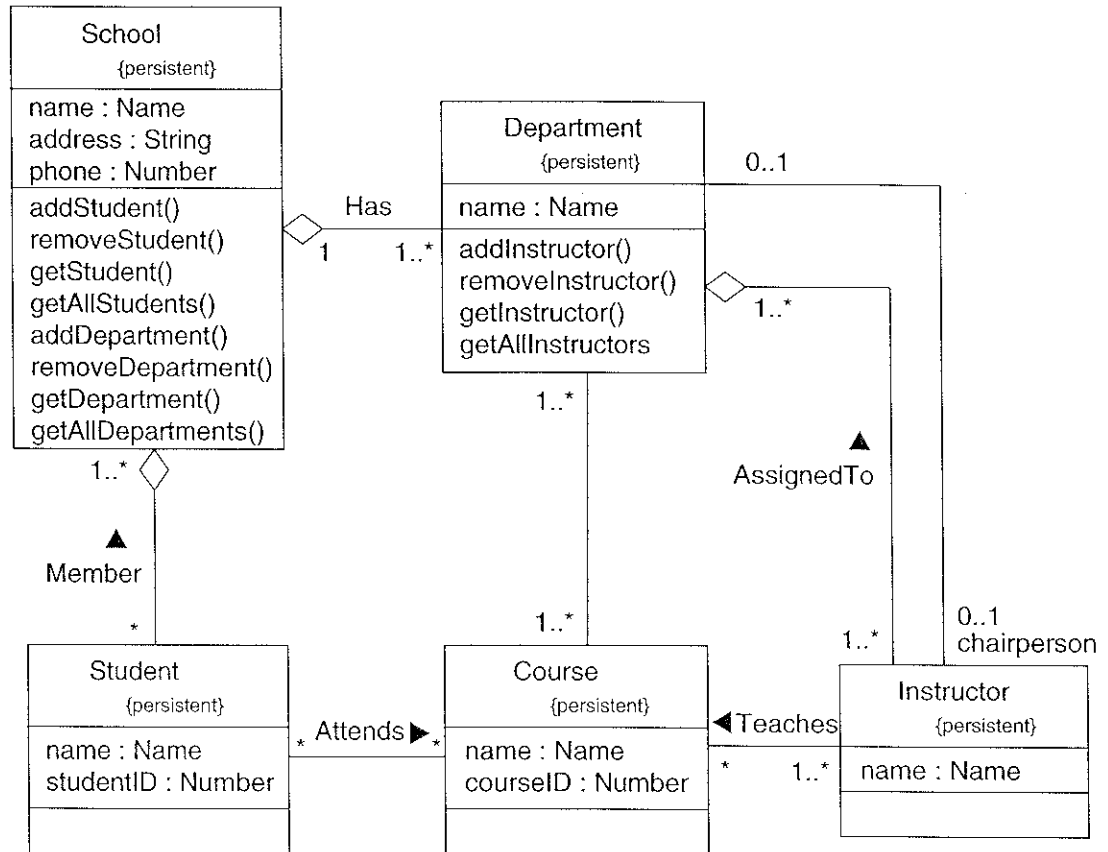 School
{persistent}
name : Name
address : String
phone : Number
addStudent()
removeStudent()
getStudent()
getAllStudents()
addDepartment()
removeDepartment()
getDepartment()
getAllDepartments()
Has
1
1..*
Department
{persistent}
name : Name
addInstructor()
removeInstructor()
getInstructor()
getAllInstructors
0..1
1..*
1..*
1..*
AssignedTo
Member
*
1..*
1..*
0..1
chairperson
Student
{persistent}
name : Name
studentID : Number
Attends
*
*
Course
{persistent}
name : Name
courseID : Number
Teaches
*
1..*
Instructor
{persistent}
name : Name